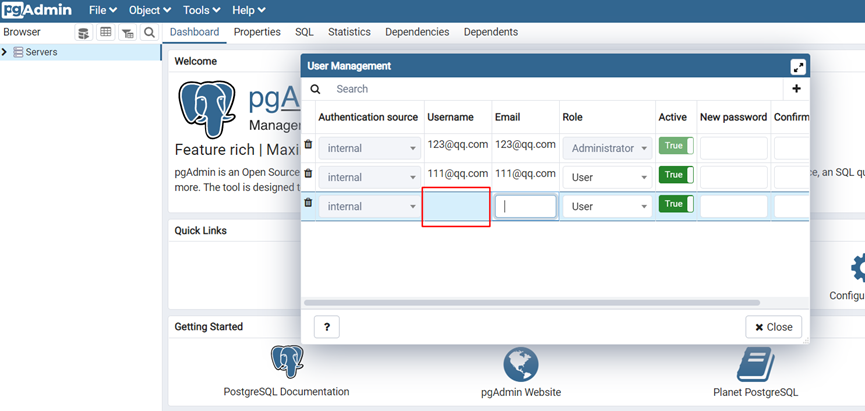 pgAdmin File Object Tools Help
Browser Dashboard Properties SQL Statistics Dependencies Dependents
Servers
Welcome
pgA
Manageme
Feature rich | Maxi
pgAdmin is an Open Source
more. The tool is designed t
ce, an SQL qu
User Management
Search
Authentication source Username Email Role Active New password Confirm
internal 123@qq.com 123@qq.com Administrator True
internal 111@qq.com 111@qq.com User True
internal User True
? Close
Quick Links
Configu
Getting Started
PostgreSQL Documentation pgAdmin Website Planet PostgreSQL